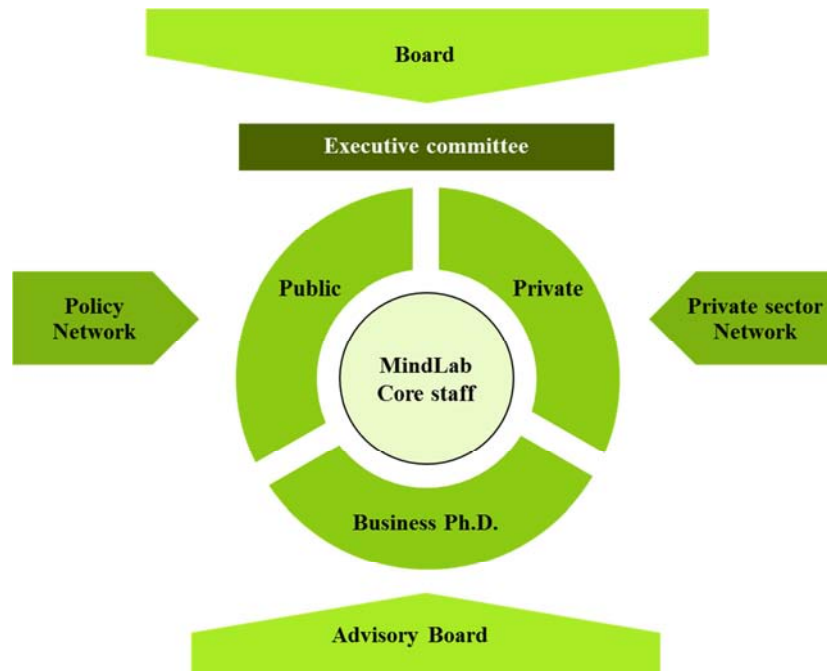 Board
Executive committee
Public
Private
Policy
Network
Private sector
Network
MindLab
Core staff
Business Ph.D.
Advisory Board